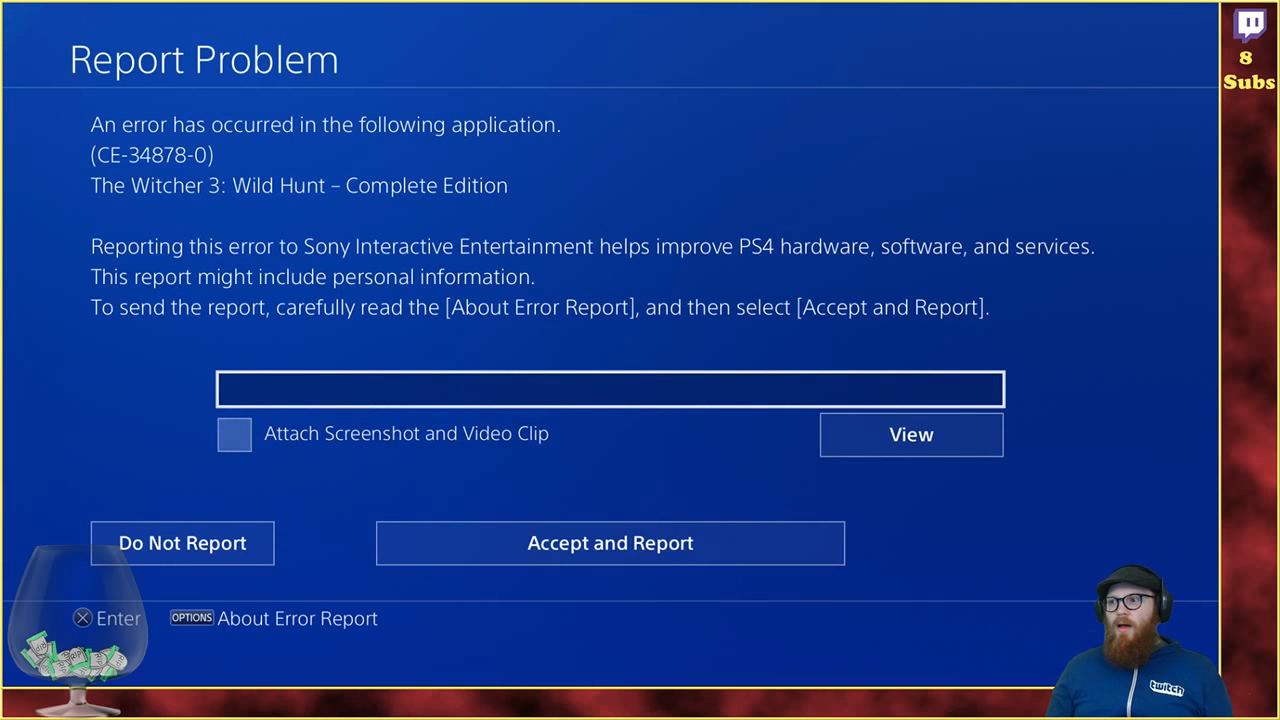 Report Problem
8
Subs
An error has occurred in the following application.
(CE-34878-0)
The Witcher 3: Wild Hunt – Complete Edition
Reporting this error to Sony Interactive Entertainment helps improve PS4 hardware, software, and services.
This report might include personal information.
To send the report, carefully read the [About Error Report], and then select [Accept and Report].
Attach Screenshot and Video Clip
View
Do Not Report
Accept and Report
Enter
OPTIONS About Error Report
twitch